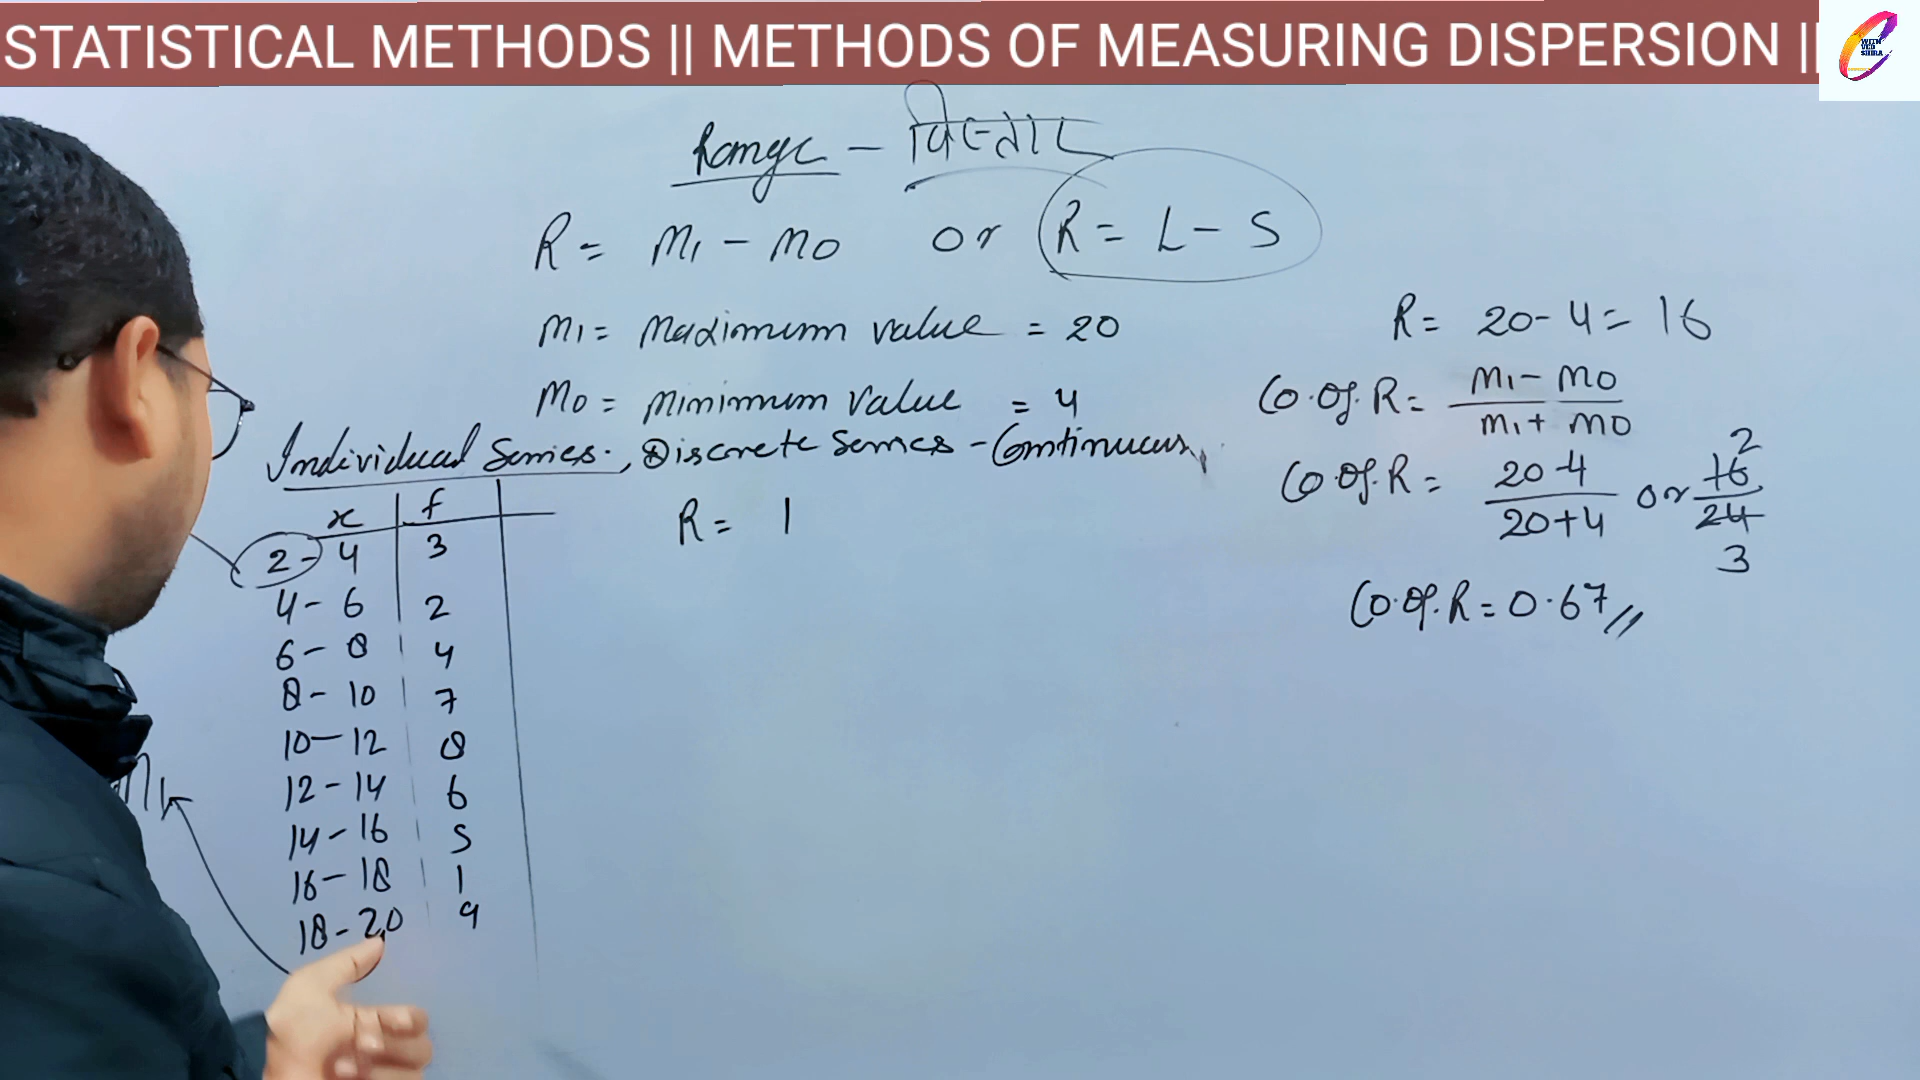 STATISTICAL METHODS || METHODS OF MEASURING DISPERSION ||
Range - विस्तार
R = M1 - M0 or R = L - S
M1 = Maximum value = 20
M0 = Minimum value = 4
Individual Series., Discrete Series - Continuous
x f
2 - 4 3
4 - 6 2
6 - 8 4
8 - 10 7
10 - 12 8
12 - 14 6
14 - 16 5
16 - 18 1
18 - 20 9
M1
R = 1
R = 20 - 4 = 16
Co. of. R = M1 - M0 / M1 + M0
Co. of. R = 20 - 4 / 20 + 4 or 16 / 24
2
3
Co. of. R = 0.67 //